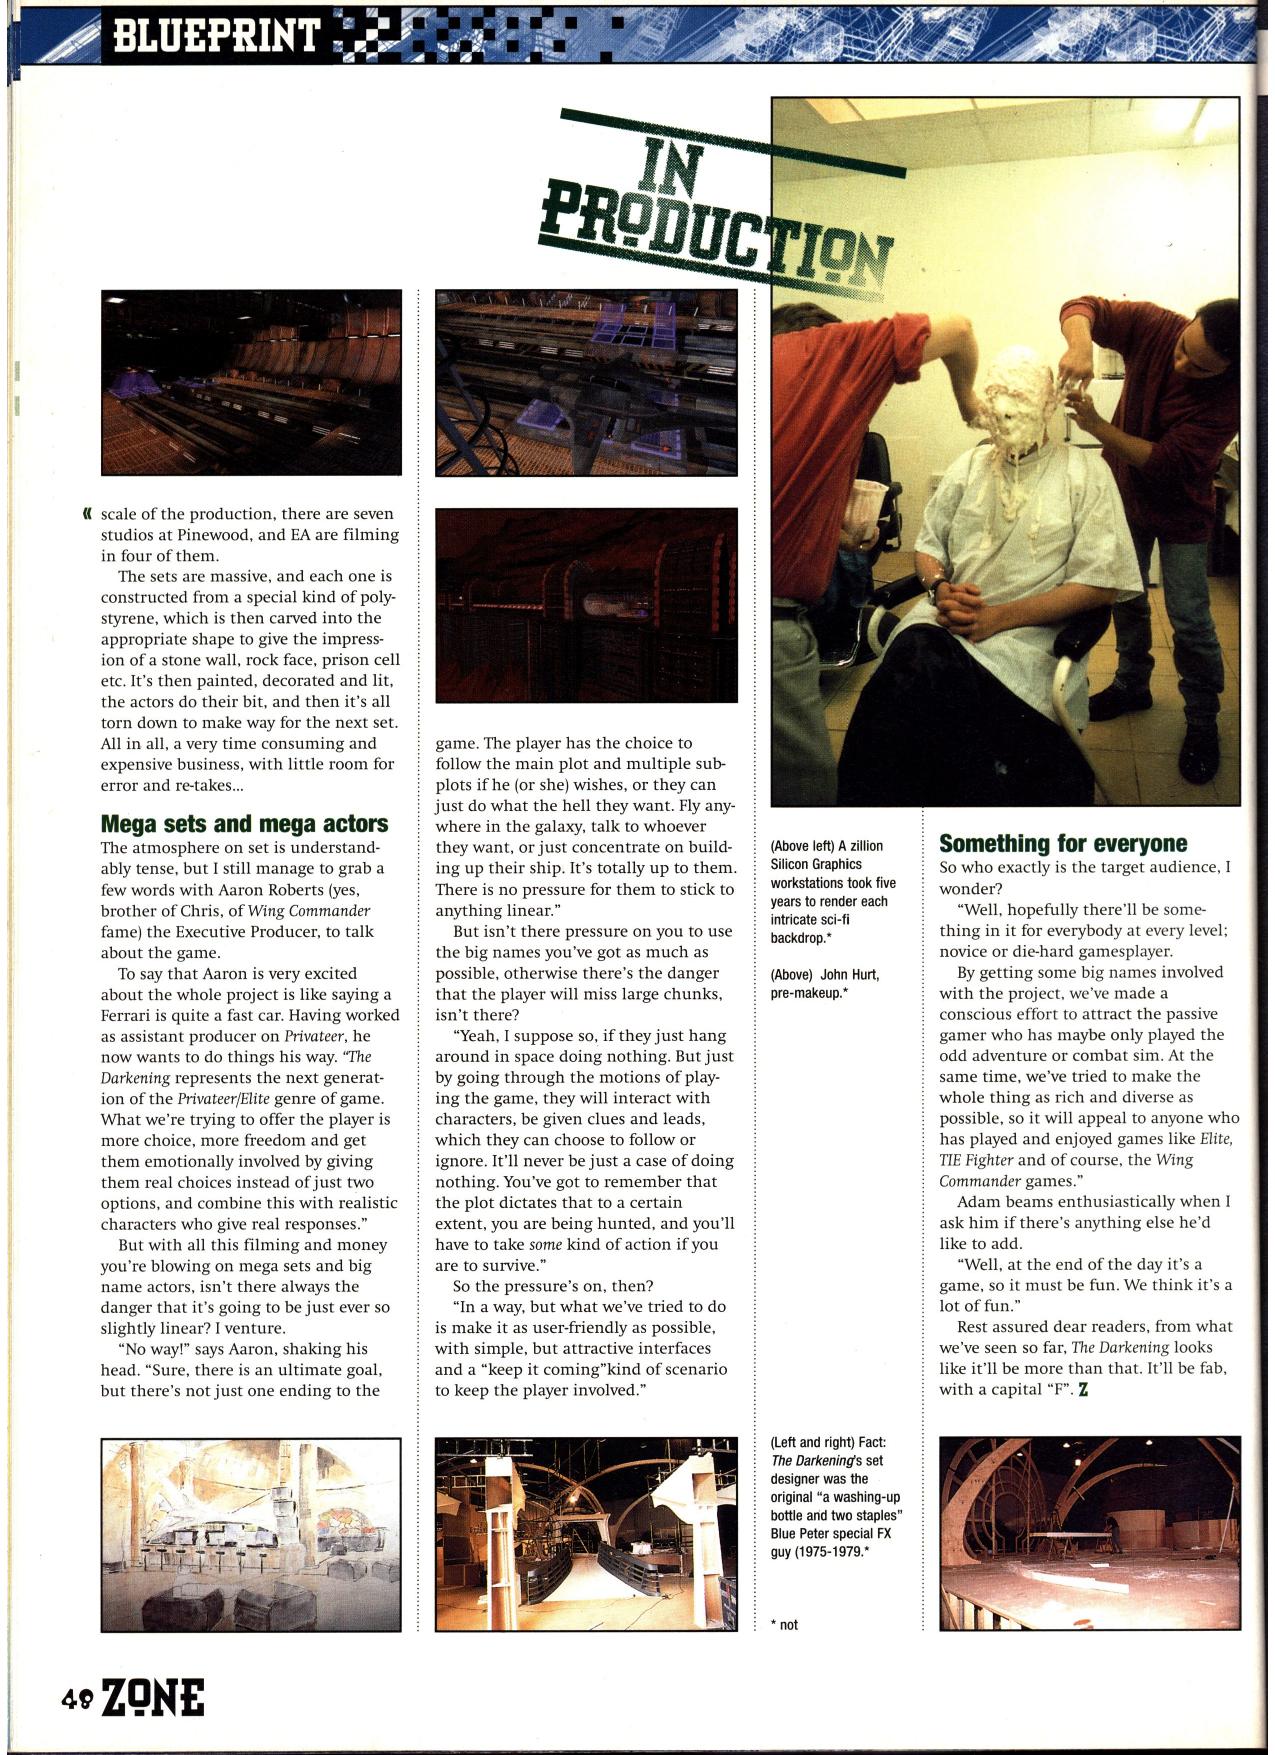 BLUEPRINT
IN
PRODUCTION
« scale of the production, there are seven
studios at Pinewood, and EA are filming
in four of them.
The sets are massive, and each one is
constructed from a special kind of poly-
styrene, which is then carved into the
appropriate shape to give the impress-
ion of a stone wall, rock face, prison cell
etc. It's then painted, decorated and lit,
the actors do their bit, and then it's all
torn down to make way for the next set.
All in all, a very time consuming and
expensive business, with little room for
error and re-takes...
Mega sets and mega actors
The atmosphere on set is understand-
ably tense, but I still manage to grab a
few words with Aaron Roberts (yes,
brother of Chris, of Wing Commander
fame) the Executive Producer, to talk
about the game.
To say that Aaron is very excited
about the whole project is like saying a
Ferrari is quite a fast car. Having worked
as assistant producer on Privateer, he
now wants to do things his way. “The
Darkening represents the next generat-
ion of the Privateer/Elite genre of game.
What we're trying to offer the player is
more choice, more freedom and get
them emotionally involved by giving
them real choices instead of just two
options, and combine this with realistic
characters who give real responses.”
But with all this filming and money
you're blowing on mega sets and big
name actors, isn't there always the
danger that it's going to be just ever so
slightly linear? I venture.
“No way!” says Aaron, shaking his
head. “Sure, there is an ultimate goal,
but there's not just one ending to the
game. The player has the choice to
follow the main plot and multiple sub-
plots if he (or she) wishes, or they can
just do what the hell they want. Fly any-
where in the galaxy, talk to whoever
they want, or just concentrate on build-
ing up their ship. It's totally up to them.
There is no pressure for them to stick to
anything linear.”
But isn't there pressure on you to use
the big names you've got as much as
possible, otherwise there's the danger
that the player will miss large chunks,
isn't there?
“Yeah, I suppose so, if they just hang
around in space doing nothing. But just
by going through the motions of play-
ing the game, they will interact with
characters, be given clues and leads,
which they can choose to follow or
ignore. It'll never be just a case of doing
nothing. You've got to remember that
the plot dictates that to a certain
extent, you are being hunted, and you'll
have to take some kind of action if you
are to survive.”
So the pressure's on, then?
“In a way, but what we've tried to do
is make it as user-friendly as possible,
with simple, but attractive interfaces
and a “keep it coming”kind of scenario
to keep the player involved.”
(Above left) A zillion
Silicon Graphics
workstations took five
years to render each
intricate sci-fi
backdrop.*
(Above) John Hurt,
pre-makeup.*
(Left and right) Fact:
The Darkening's set
designer was the
original “a washing-up
bottle and two staples”
Blue Peter special FX
guy (1975-1979.*
* not
Something for everyone
So who exactly is the target audience, I
wonder?
“Well, hopefully there'll be some-
thing in it for everybody at every level;
novice or die-hard gamesplayer.
By getting some big names involved
with the project, we've made a
conscious effort to attract the passive
gamer who has maybe only played the
odd adventure or combat sim. At the
same time, we've tried to make the
whole thing as rich and diverse as
possible, so it will appeal to anyone who
has played and enjoyed games like Elite,
TIE Fighter and of course, the Wing
Commander games.”
Adam beams enthusiastically when I
ask him if there's anything else he'd
like to add.
“Well, at the end of the day it's a
game, so it must be fun. We think it's a
lot of fun.”
Rest assured dear readers, from what
we've seen so far, The Darkening looks
like it'll be more than that. It'll be fab,
with a capital “F”. Z
48 ZONE